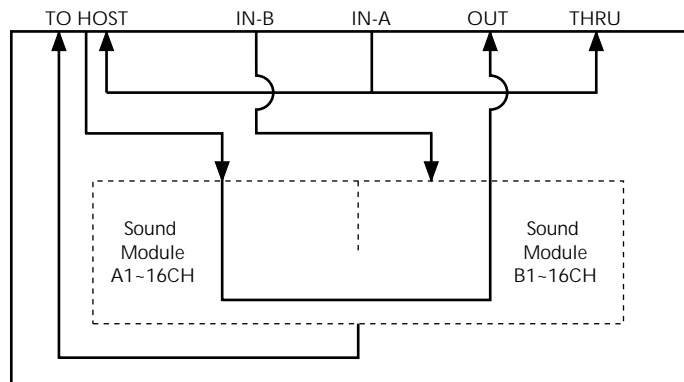 TO HOST IN-B IN-A OUT THRU
Sound
Module
A1~16CH
Sound
Module
B1~16CH